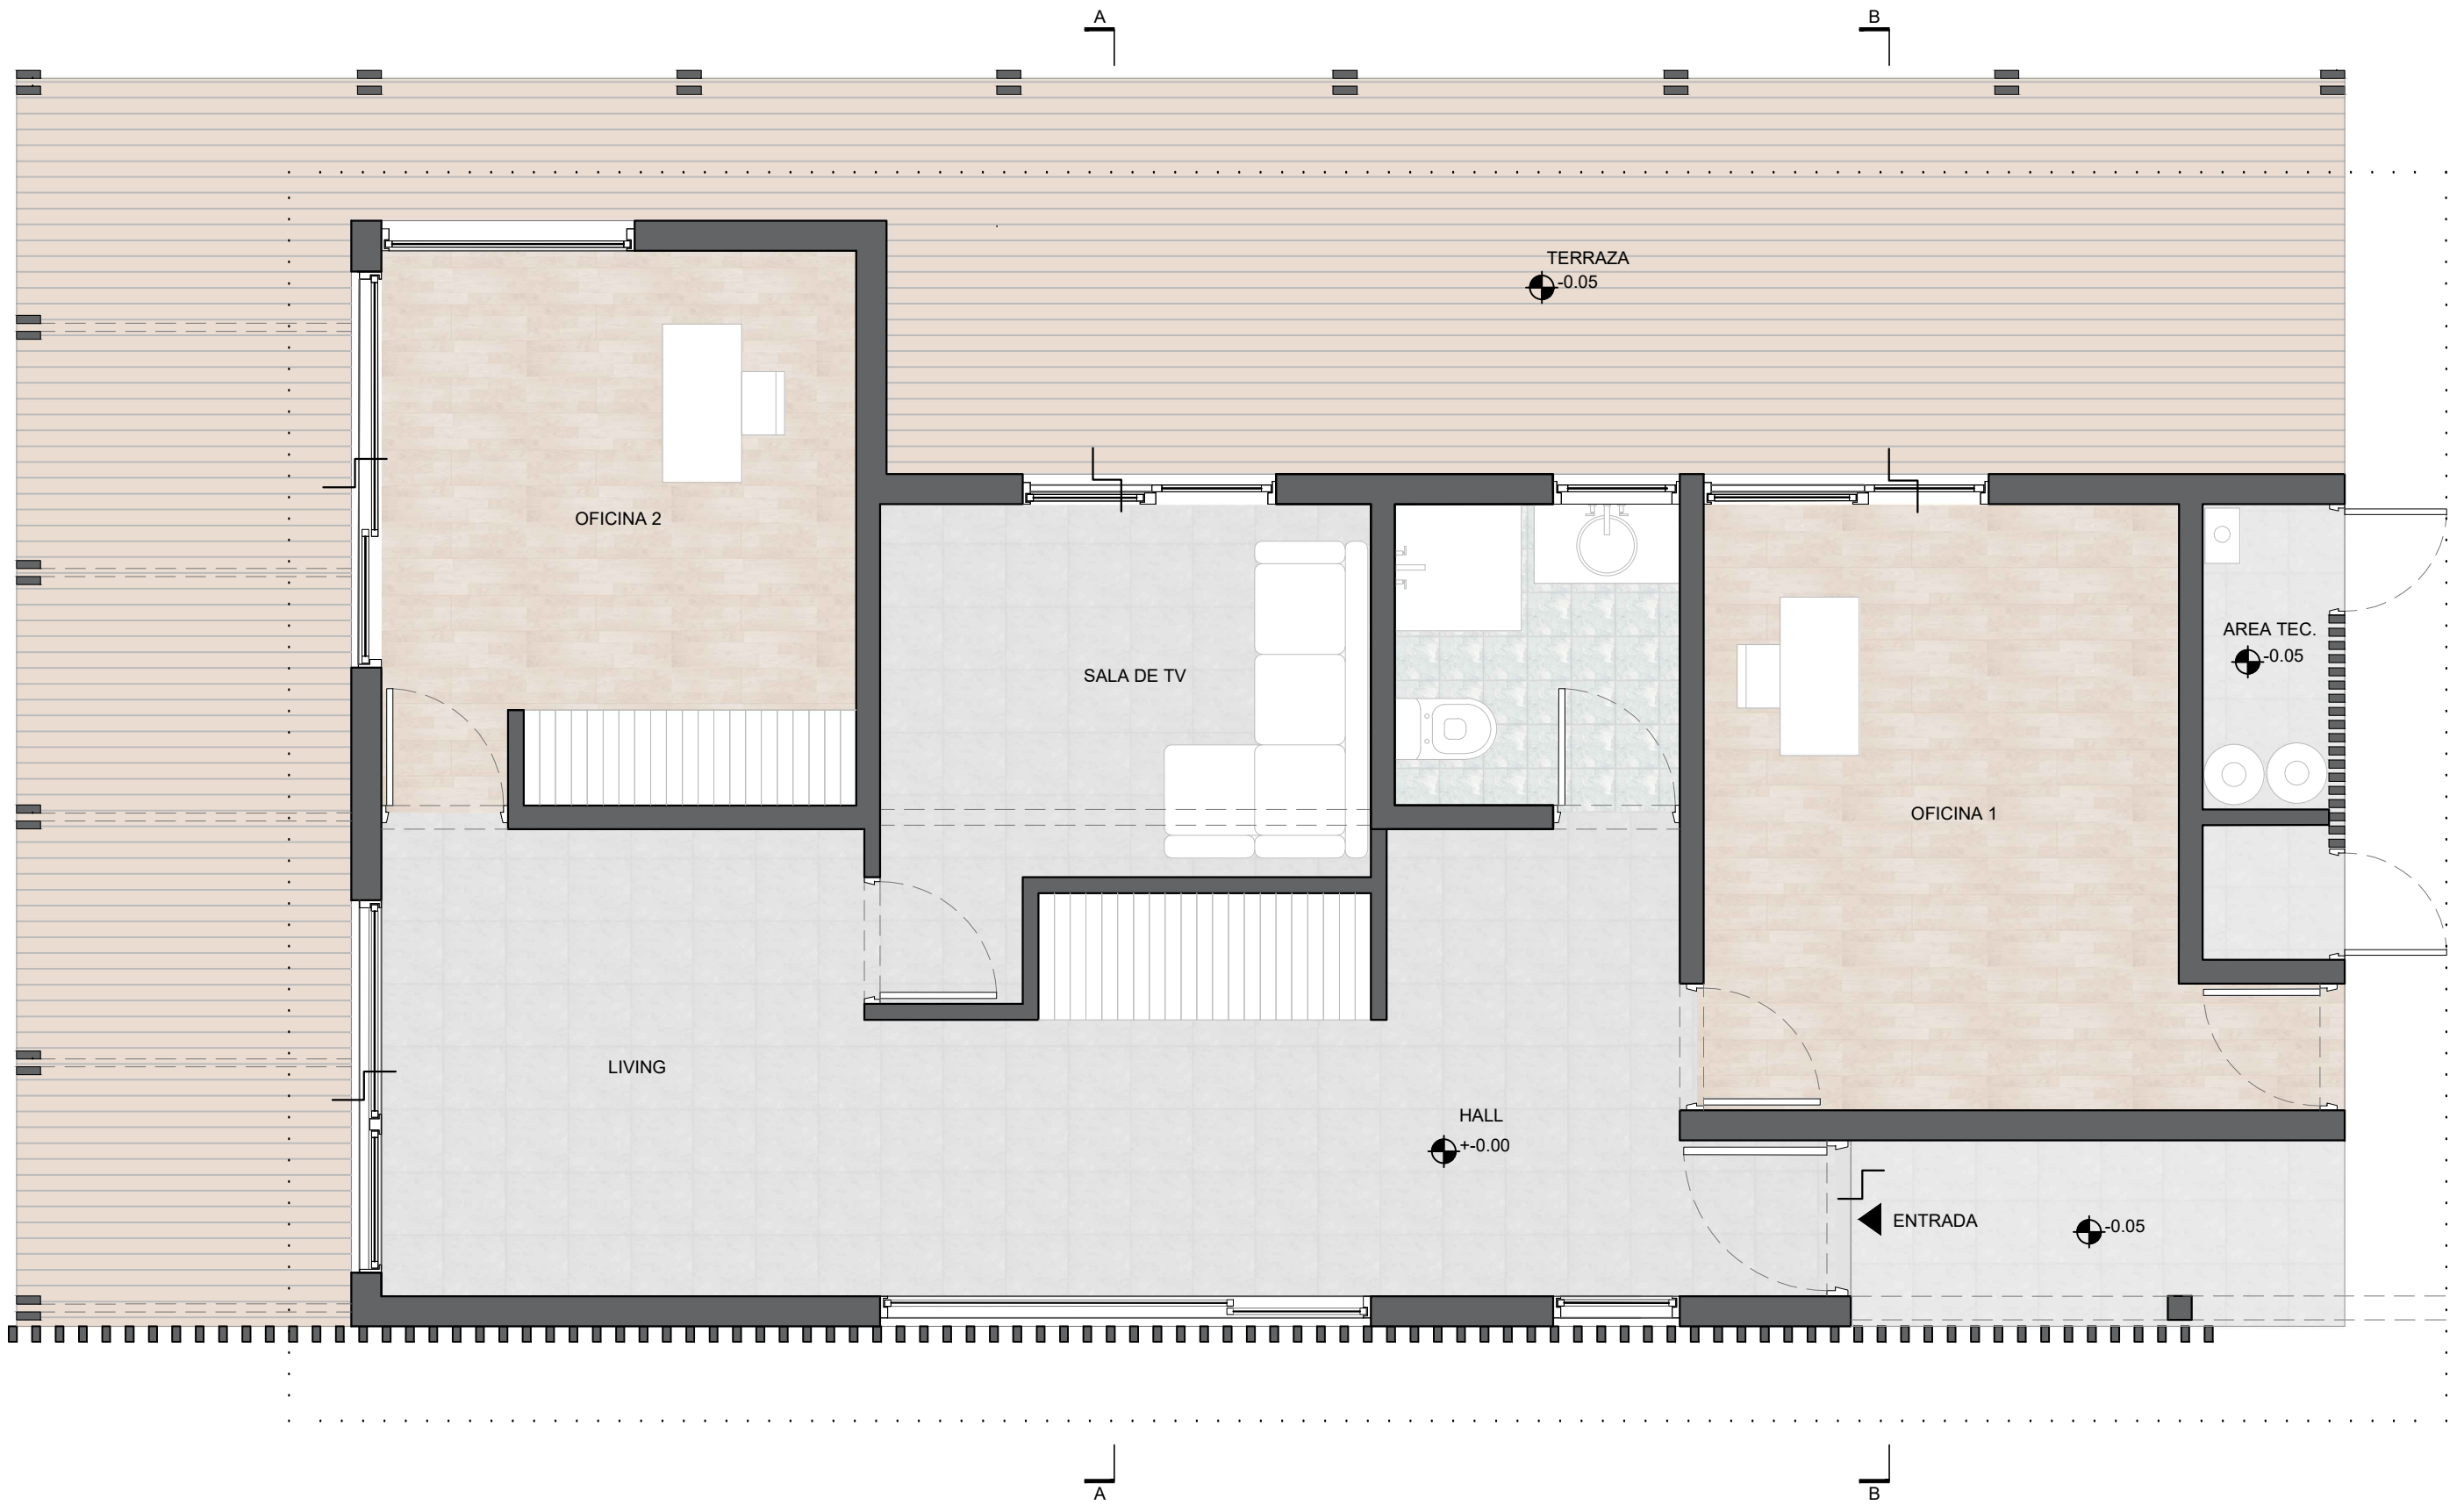 A
B
TERRAZA
-0.05
OFICINA 2
AREA TEC.
-0.05
SALA DE TV
OFICINA 1
LIVING
HALL
+-0.00
ENTRADA
-0.05
A
B